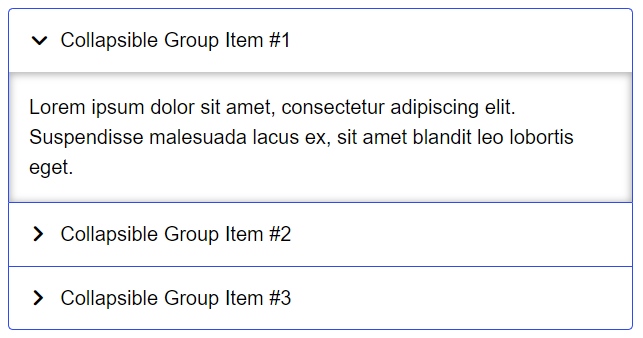 Collapsible Group Item #1
Lorem ipsum dolor sit amet, consectetur adipiscing elit.
Suspendisse malesuada lacus ex, sit amet blandit leo lobortis
eget.
Collapsible Group Item #2
Collapsible Group Item #3